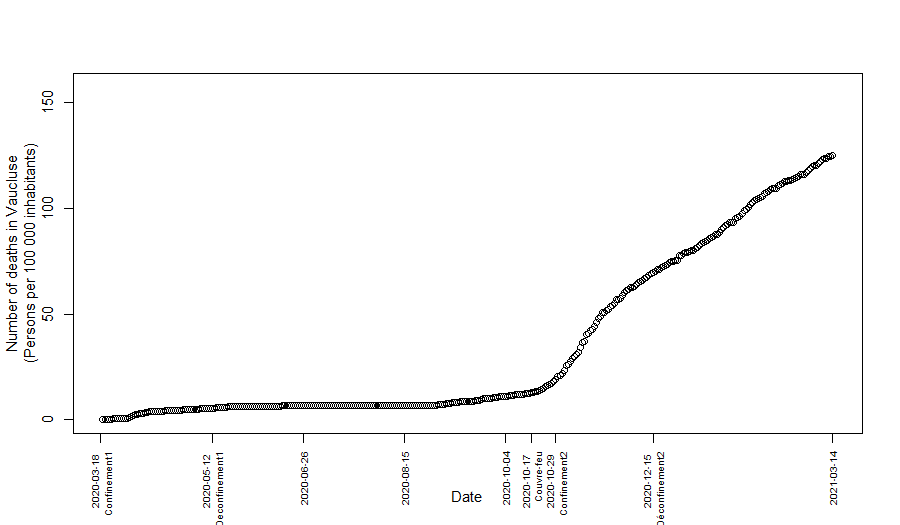 Number of deaths in Vaucluse
(Persons per 100 000 inhabitants)
150
100
50
0
2020-03-18
Confinement1
2020-05-12
Deconfinement1
2020-06-26
2020-08-15
2020-10-04
2020-10-17
Couvre-feu
2020-10-29
Confinement2
2020-12-15
Déconfinement2
2021-03-14
Date